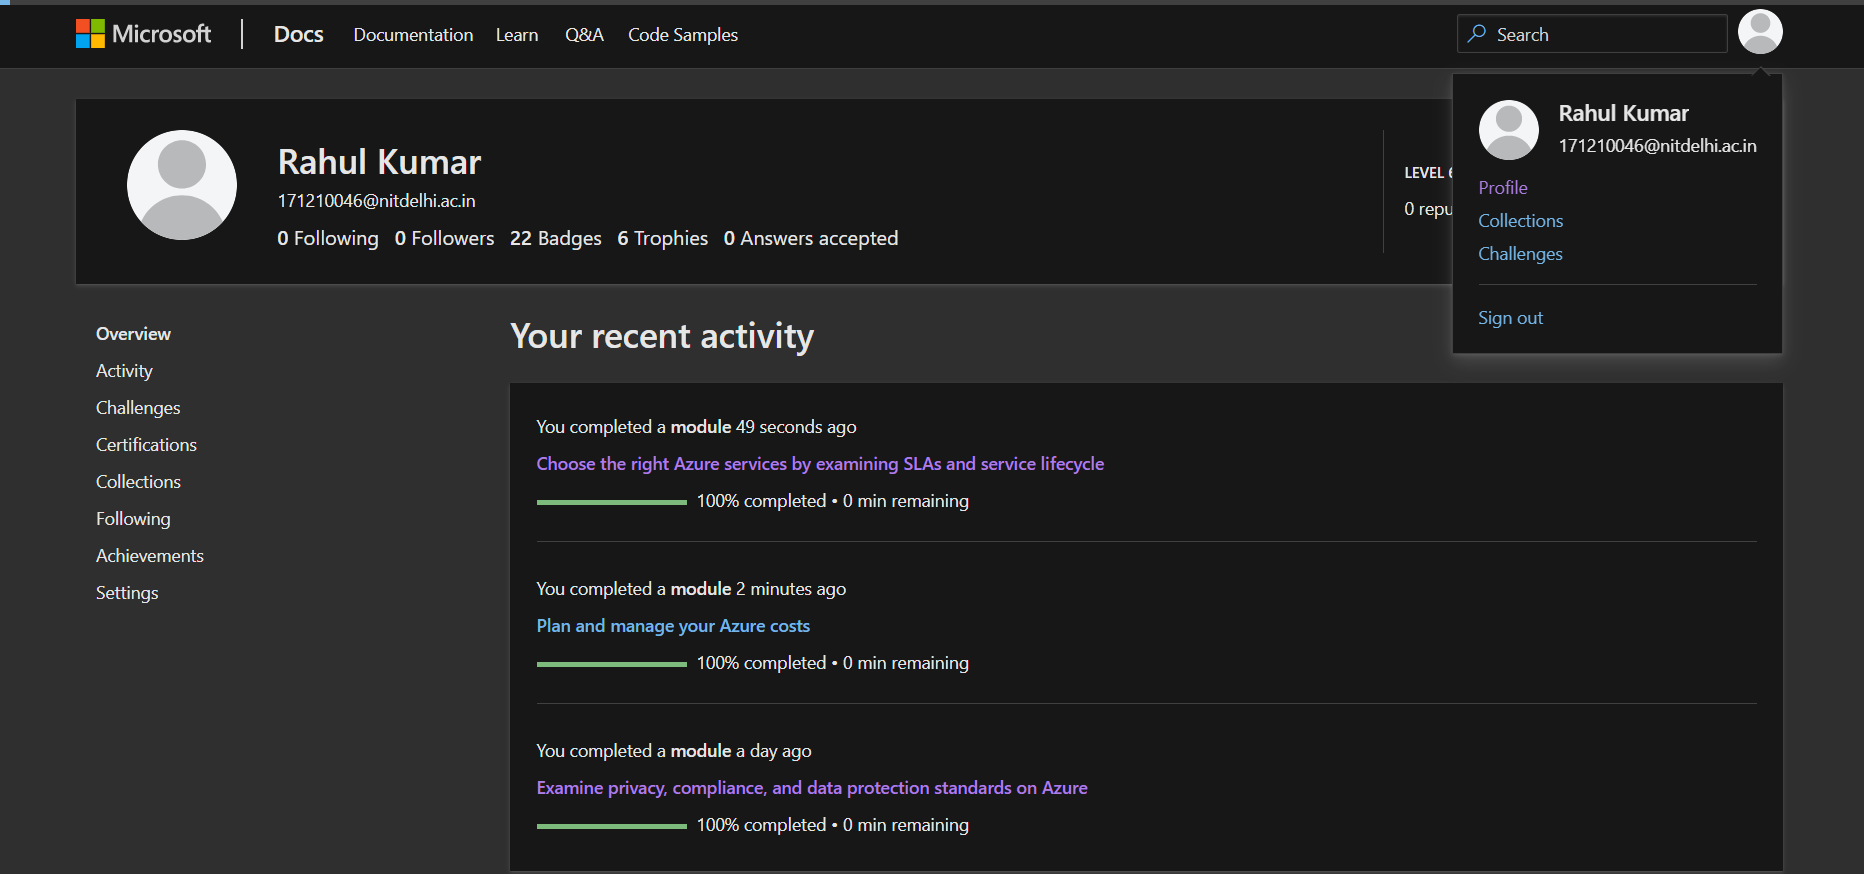 Microsoft
Docs
Documentation
Learn
Q&A
Code Samples
Search
Rahul Kumar
171210046@nitdelhi.ac.in
0 Following 0 Followers 22 Badges 6 Trophies 0 Answers accepted
LEVEL
0
Rahul Kumar
171210046@nitdelhi.ac.in
Profile
Collections
Challenges
Sign out
Overview
Activity
Challenges
Certifications
Collections
Following
Achievements
Settings
Your recent activity
You completed a module 49 seconds ago
Choose the right Azure services by examining SLAs and service lifecycle
100% completed • 0 min remaining
You completed a module 2 minutes ago
Plan and manage your Azure costs
100% completed • 0 min remaining
You completed a module a day ago
Examine privacy, compliance, and data protection standards on Azure
100% completed • 0 min remaining